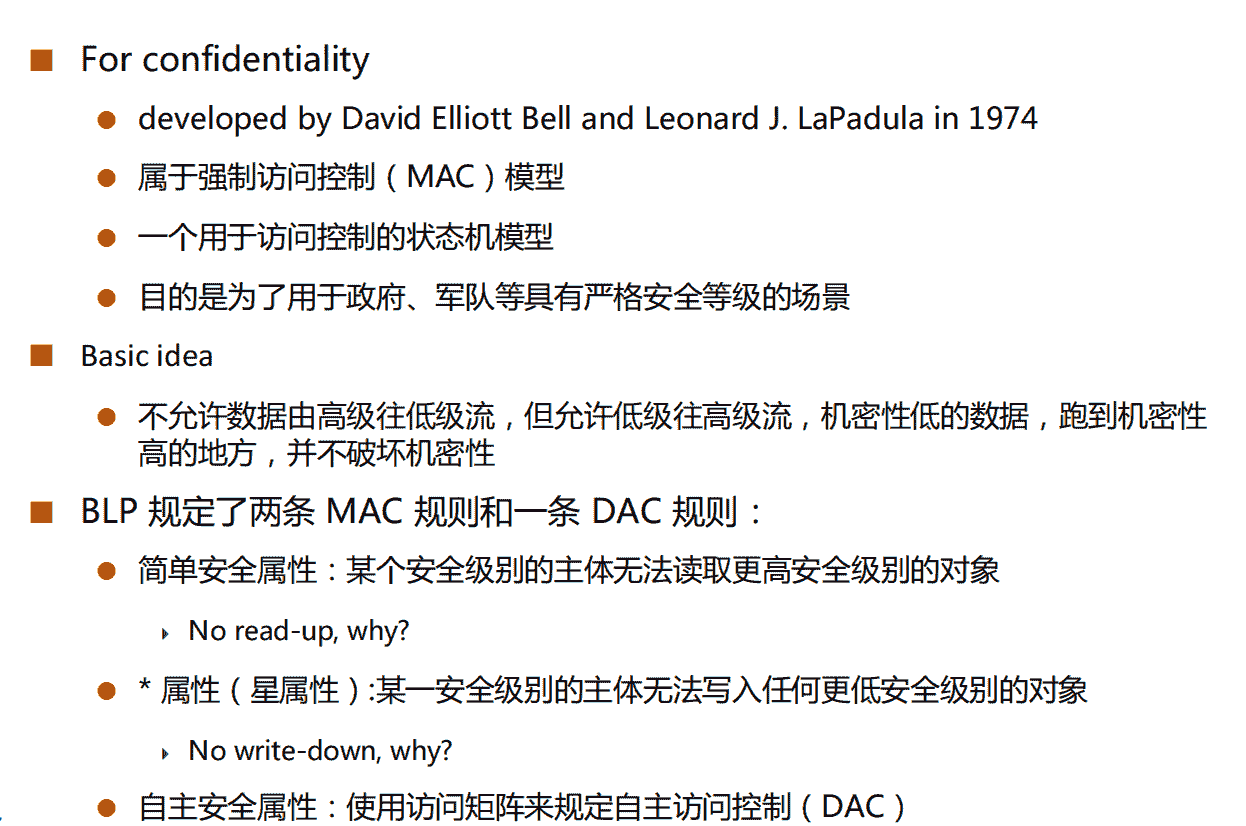 For confidentiality
developed by David Elliott Bell and Leonard J. LaPadula in 1974
属于强制访问控制（MAC）模型
一个用于访问控制的状态机模型
目的是为了用于政府、军队等具有严格安全等级的场景
Basic idea
不允许数据由高级往低级流，但允许低级往高级流，机密性低的数据，跑到机密性
高的地方，并不破坏机密性
BLP 规定了两条 MAC 规则和一条 DAC 规则：
简单安全属性：某个安全级别的主体无法读取更高安全级别的对象
No read-up, why?
* 属性（星属性）:某一安全级别的主体无法写入任何更低安全级别的对象
No write-down, why?
自主安全属性：使用访问矩阵来规定自主访问控制（DAC）